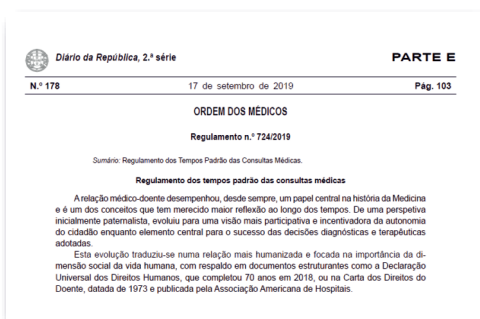 Diário da República, 2.ª série
PARTE E
N.º 178
17 de setembro de 2019
Pág. 103
ORDEM DOS MÉDICOS
Regulamento n.º 724/2019
Sumário: Regulamento dos Tempos Padrão das Consultas Médicas.
Regulamento dos tempos padrão das consultas médicas
A relação médico-doente desempenhou, desde sempre, um papel central na história da Medicina
e é um dos conceitos que tem merecido maior reflexão ao longo dos tempos. De uma perspetiva
inicialmente paternalista, evoluiu para uma visão mais participativa e incentivadora da autonomia
do cidadão enquanto elemento central para o sucesso das decisões diagnósticas e terapêuticas
adotadas.
Esta evolução traduziu-se numa relação mais humanizada e focada na importância da di-
mensão social da vida humana, com respaldo em documentos estruturantes como a Declaração
Universal dos Direitos Humanos, que completou 70 anos em 2018, ou na Carta dos Direitos do
Doente, datada de 1973 e publicada pela Associação Americana de Hospitais.